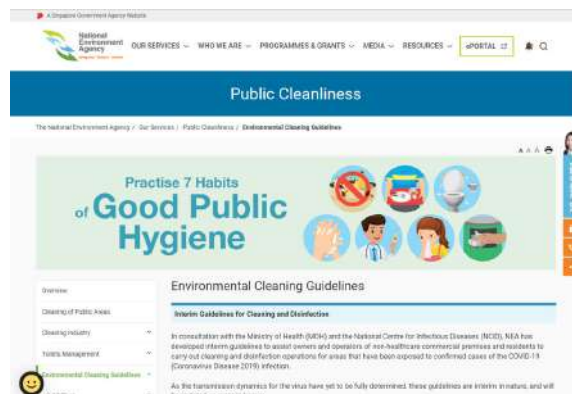 A Singapore Government Agency Website
National
Environment
Agency
OUR SERVICES
WHO WE ARE
PROGRAMMES & GRANTS
MEDIA
RESOURCES
ePORTAL
Public Cleanliness
The National Environment Agency / Our Services / Public Cleanliness / Environmental Cleaning Guidelines
A A A
Practise 7 Habits
of Good Public
Hygiene
Overview
Cleaning of Public Areas
Cleaning Industry
Toilets Management
Environmental Cleaning Guidelines
Environmental Cleaning Guidelines
Interim Guidelines for Cleaning and Disinfection
In consultation with the Ministry of Health (MOH) and the National Centre for Infectious Diseases (NCID), NEA has
developed interim guidelines to assist owners and operators of non-healthcare commercial premises and residents to
carry out cleaning and disinfection operations for areas that have been exposed to confirmed cases of the COVID-19
(Coronavirus Disease 2019) infection.
As the transmission dynamics for the virus have yet to be fully determined, these guidelines are interim in nature, and will